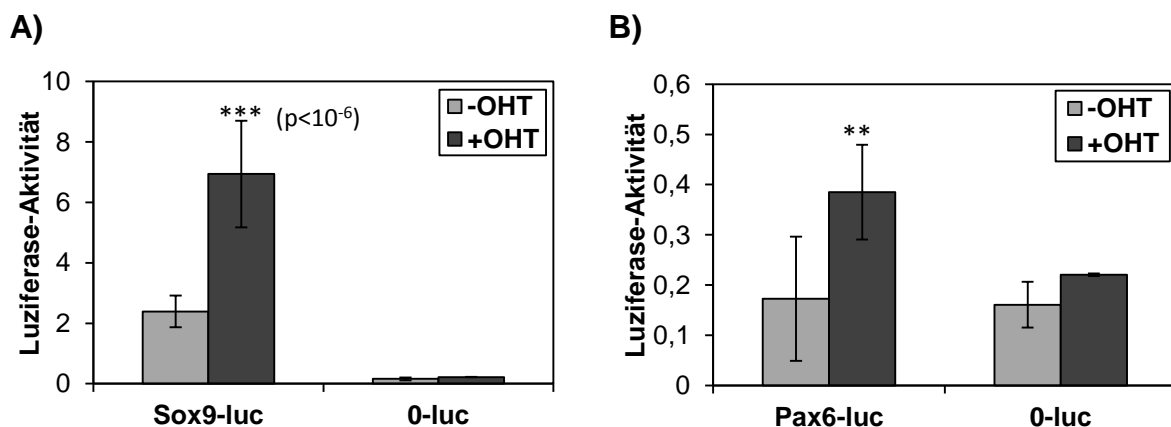 A)
Luziferase-Aktivität
10
8
6
4
2
0
*** (p<10-6)
-OHT
+OHT
Sox9-luc
0-luc
B)
Luziferase-Aktivität
0,6
0,5
0,4
0,3
0,2
0,1
0
**
-OHT
+OHT
Pax6-luc
0-luc